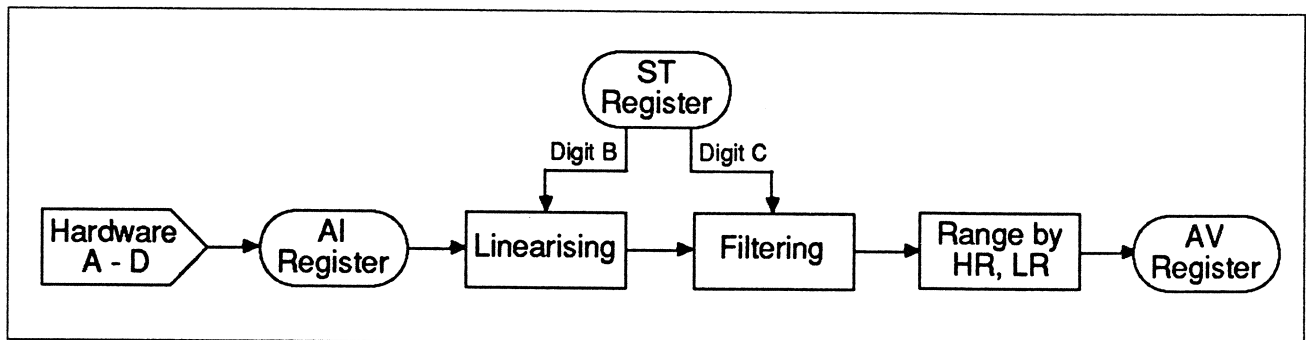 ST
Register
Digit B
Digit C
Hardware
A - D
AI
Register
Linearising
Filtering
Range by
HR, LR
AV
Register